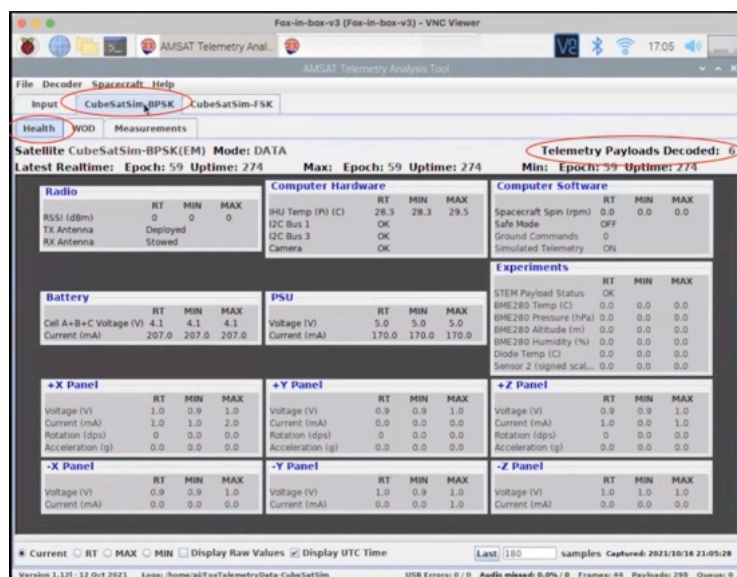 Fox-in-box-v3 (Fox-in-box-v3) - VNC Viewer
AMSAT Telemetry Anal... 17:05
AMSAT Telemetry Analysis Tool
File Decoder Spacecraft Help
Input CubeSatSim-BPSK CubeSatSim-FSK
Health WOD Measurements
Satellite CubeSatSim-BPSK(EM) Mode: DATA Telemetry Payloads Decoded: 6
Latest Realtime: Epoch: 59 Uptime: 274 Max: Epoch: 59 Uptime: 274 Min: Epoch: 59 Uptime: 274
Radio
RT MIN MAX
RSSI (dBm) 0 0 0
TX Antenna Deployed
RX Antenna Stowed
Computer Hardware
RT MIN MAX
IHU Temp (Pi) (C) 28.3 28.3 29.5
I2C Bus 1 OK
I2C Bus 3 OK
Camera OK
Computer Software
RT MIN MAX
Spacecraft Spin (rpm) 0.0 0.0 0.0
Safe Mode OFF
Ground Commands 0
Simulated Telemetry ON
Battery
RT MIN MAX
Cell A+B+C Voltage (V) 4.1 4.1 4.1
Current (mA) 207.0 207.0 207.0
PSU
RT MIN MAX
Voltage (V) 5.0 5.0 5.0
Current (mA) 170.0 170.0 170.0
Experiments
RT MIN MAX
STEM Payload Status OK
BME280 Temp (C) 0.0 0.0 0.0
BME280 Pressure (hPa) 0.0 0.0 0.0
BME280 Altitude (m) 0.0 0.0 0.0
BME280 Humidity (%) 0.0 0.0 0.0
Diode Temp (C) 0.0 0.0 0.0
Sensor 2 (signed scal... 0.0 0.0 0.0
+X Panel
RT MIN MAX
Voltage (V) 1.0 0.9 1.0
Current (mA) 1.0 1.0 2.0
Rotation (dps) 0 0.0 0.0
Acceleration (g) 0.0 0.0 0.0
+Y Panel
RT MIN MAX
Voltage (V) 0.9 0.9 1.0
Current (mA) 0.0 0.0 0.0
Rotation (dps) 0 0.0 0.0
Acceleration (g) 0.0 0.0 0.0
+Z Panel
RT MIN MAX
Voltage (V) 0.9 0.9 1.0
Current (mA) 1.0 0.0 1.0
Rotation (dps) 0 0.0 0.0
Acceleration (g) 0.0 0.0 0.0
-X Panel
RT MIN MAX
Voltage (V) 0.9 0.9 1.0
Current (mA) 0.0 0.0 0.0
-Y Panel
RT MIN MAX
Voltage (V) 1.0 0.9 1.0
Current (mA) 0.0 0.0 1.0
-Z Panel
RT MIN MAX
Voltage (V) 1.0 1.0 1.0
Current (mA) 0.0 0.0 0.0
Current RT MAX MIN Display Raw Values Display UTC Time Last 180 samples Captured: 2021/10/16 21:05:28
Version 1.12l - 12 Oct 2021 Logs: /home/pi/FoxTelemetryData-CubeSatSim USB Errors: 0 / 0 Audio missed: 0.0% / 0 Frames: 44 Payloads: 295 Queue: 0